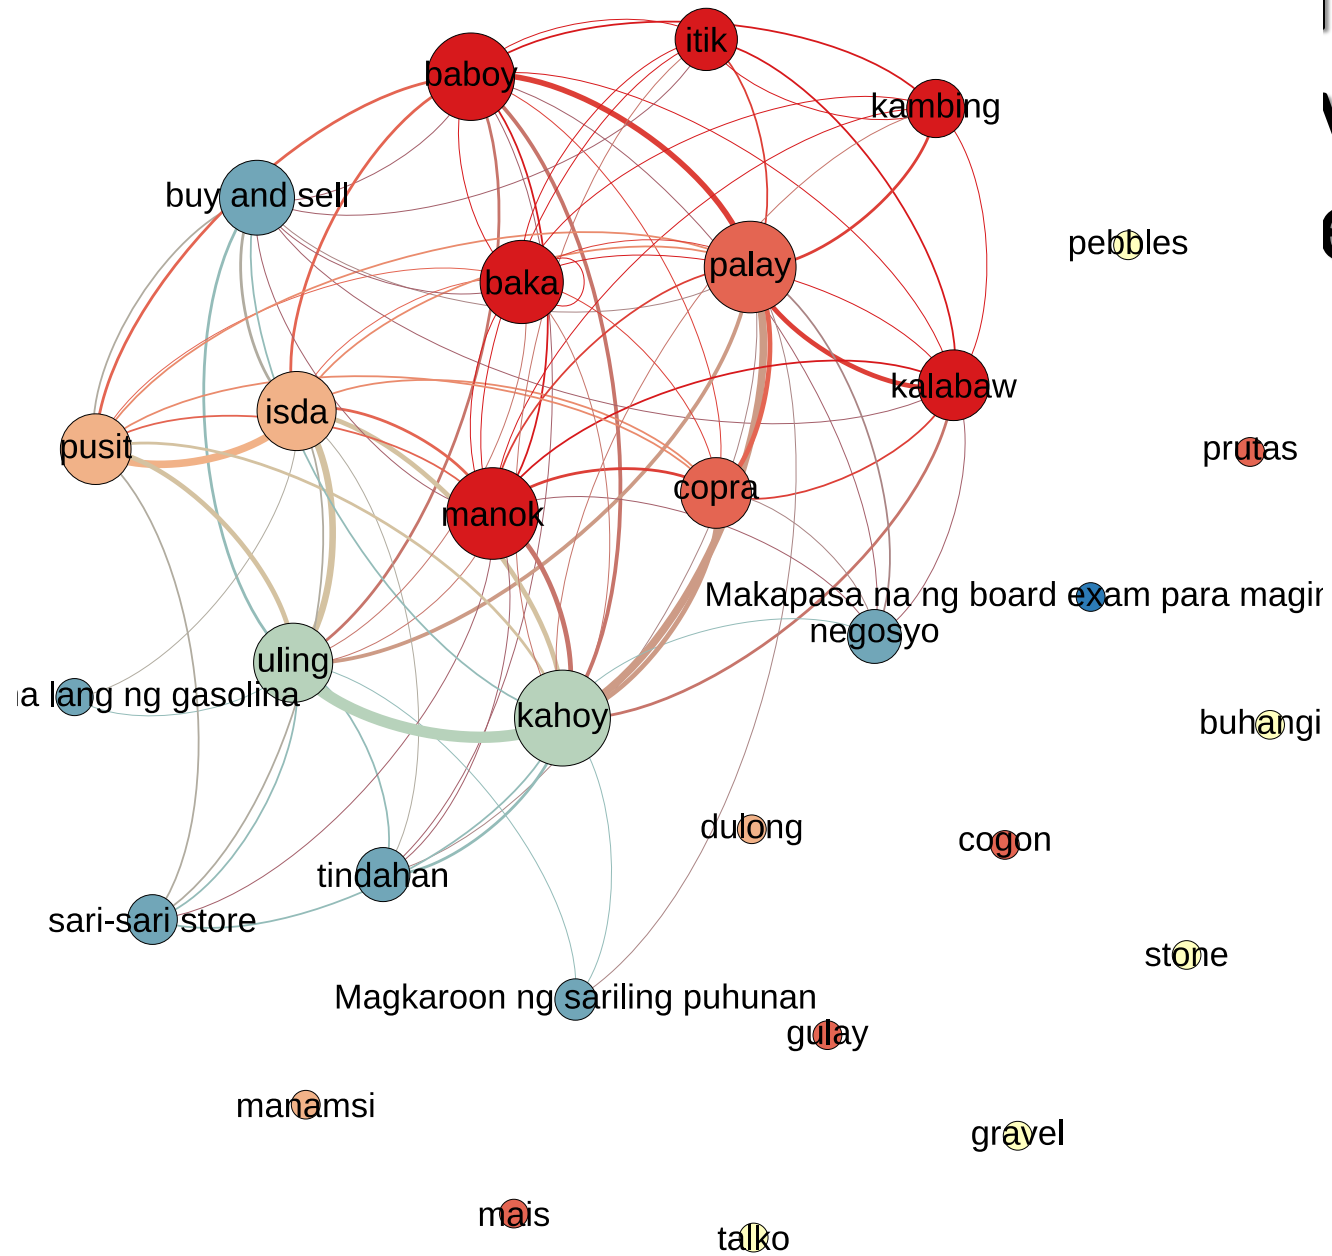 itik
baboy
kambing
buy and sell
pebbles
palay
baka
kalabaw
isda
pusit
prutas
copra
manok
Makapasa na ng board exam para
negosyo
uling
lang ng gasolina
kahoy
buhangi
dulong
cogon
tindahan
sari-sari store
stone
Magkaroon ng sariling puhunan
gulay
manamsi
gravel
mais
talko